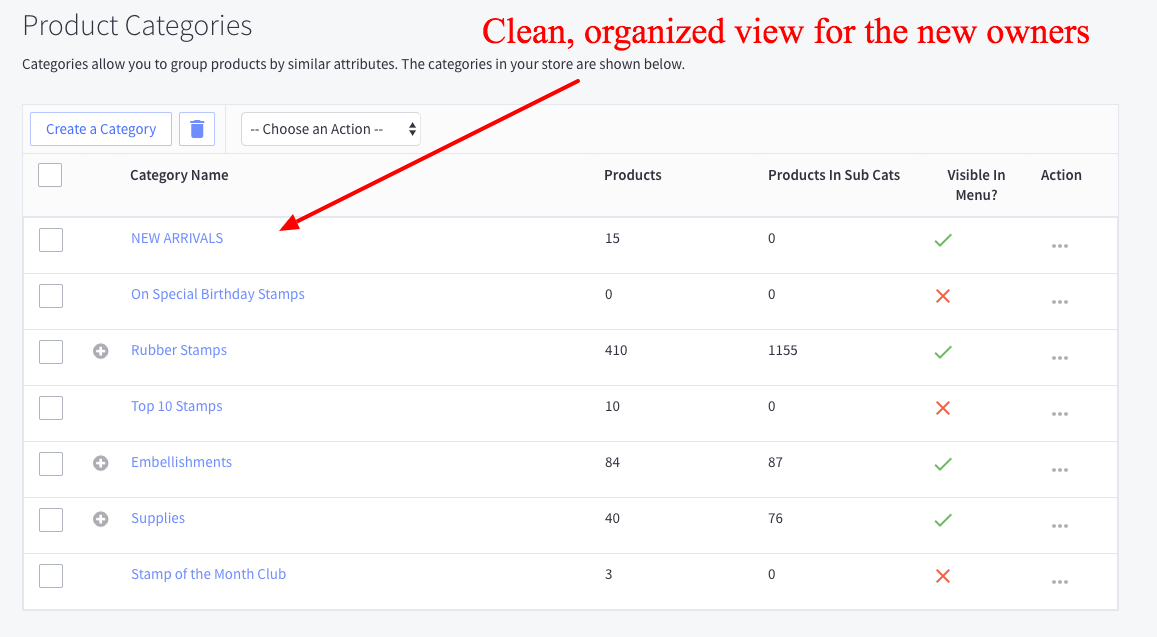 Product Categories
Clean, organized view for the new owners
Categories allow you to group products by similar attributes. The categories in your store are shown below.
Create a Category
-- Choose an Action --
Category Name Products Products In Sub Cats Visible In Menu? Action
NEW ARRIVALS 15 0
On Special Birthday Stamps 0 0
Rubber Stamps 410 1155
Top 10 Stamps 10 0
Embellishments 84 87
Supplies 40 76
Stamp of the Month Club 3 0